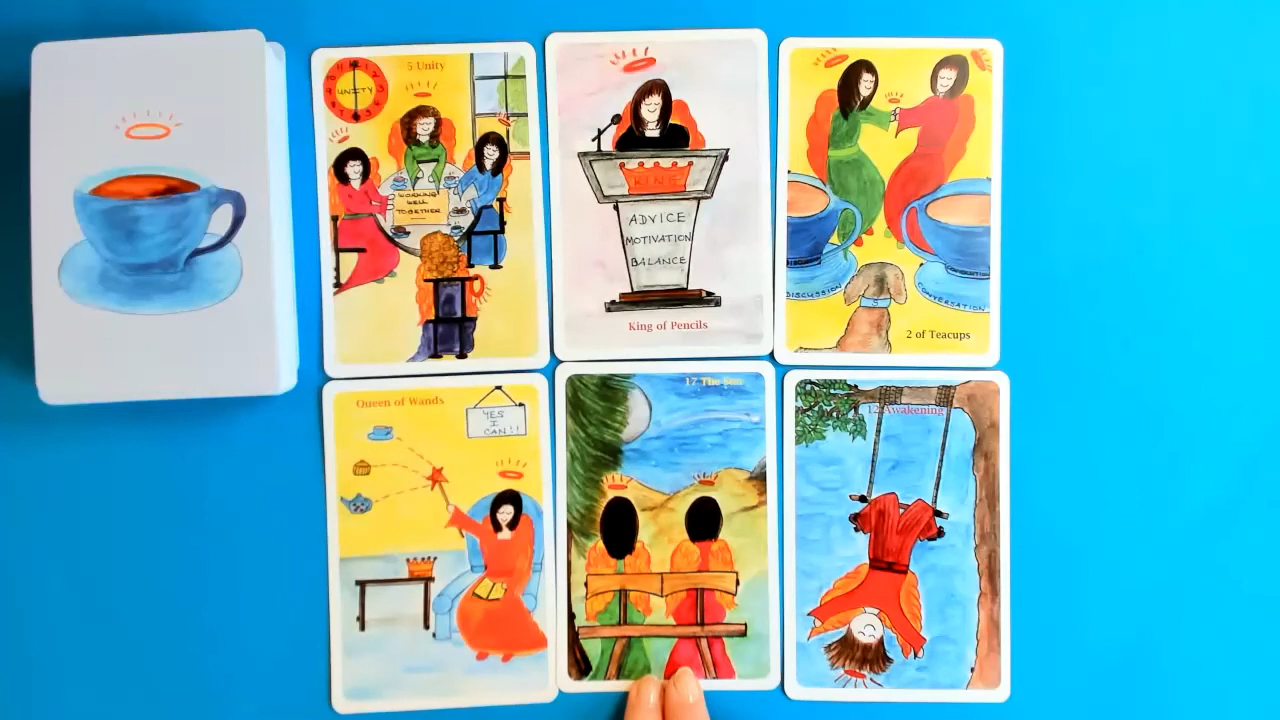 5 Unity
UNITY
WORKING
WELL
TOGETHER
KING
ADVICE
MOTIVATION
BALANCE
King of Pencils
DISCUSSION
CONVERSATION
S
2 of Teacups
Queen of Wands
YES
I
CAN!!
17 The Star
12 Awakening